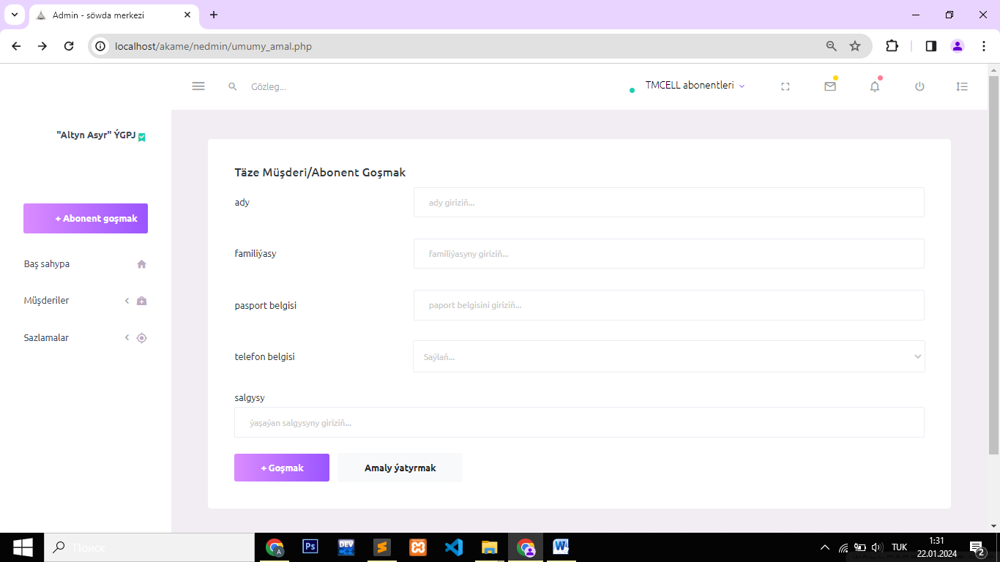 Admin - söwda merkezi
localhost/akame/nedmin/umumy_amal.php
Gözleg...
TMCELL abonentleri
"Altyn Asyr" ÝGPJ
+ Abonent goşmak
Baş sahypa
Müşderiler
Sazlamalar
Täze Müşderi/Abonent Goşmak
ady
ady giriziň...
familiýasy
familiýasyny giriziň...
pasport belgisi
paport belgisini giriziň...
telefon belgisi
Saýlaň...
salgysy
ýaşaýan salgysyny giriziň...
+ Goşmak
Amaly ýatyrmak
Поиск
A
Ps
DEV C++
TUK
1:31
22.01.2024
2